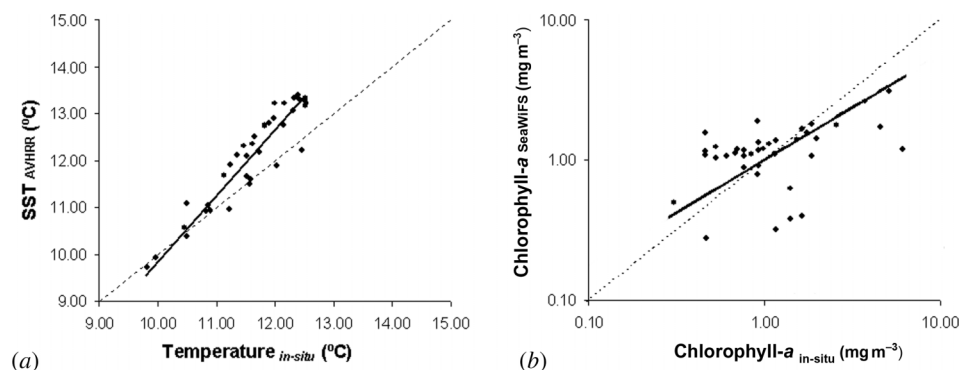 15.00
14.00
13.00
12.00
11.00
10.00
9.00
SST AVHRR (ºC)
9.00 10.00 11.00 12.00 13.00 14.00 15.00
Temperature in-situ (ºC)
(a)
10.00
1.00
0.10
Chlorophyll-a SeaWiFS (mg m–3)
0.10 1.00 10.00
Chlorophyll-a in-situ (mg m–3)
(b)